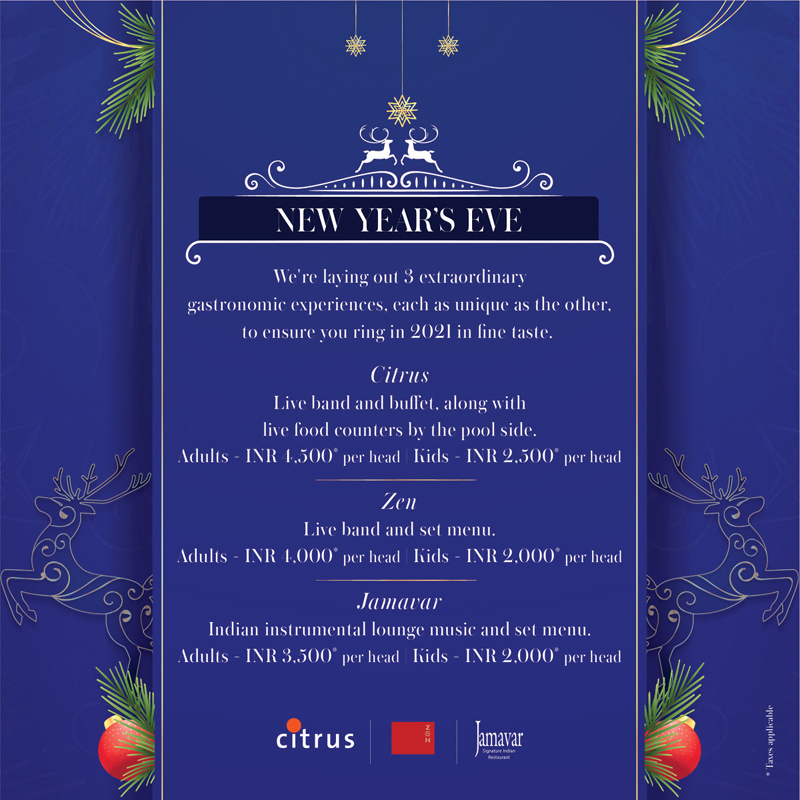 NEW YEAR'S EVE
We're laying out 3 extraordinary
gastronomic experiences, each as unique as the other,
to ensure you ring in 2021 in fine taste.
Citrus
Live band and buffet, along with
live food counters by the pool side.
Adults - INR 4,500* per head | Kids - INR 2,500* per head
Zen
Live band and set menu.
Adults - INR 4,000* per head | Kids - INR 2,000* per head
Jamavar
Indian instrumental lounge music and set menu.
Adults - INR 3,500* per head | Kids - INR 2,000* per head
citrus
ZEN
Jamavar
Signature Indian
Restaurant
* Taxes applicable